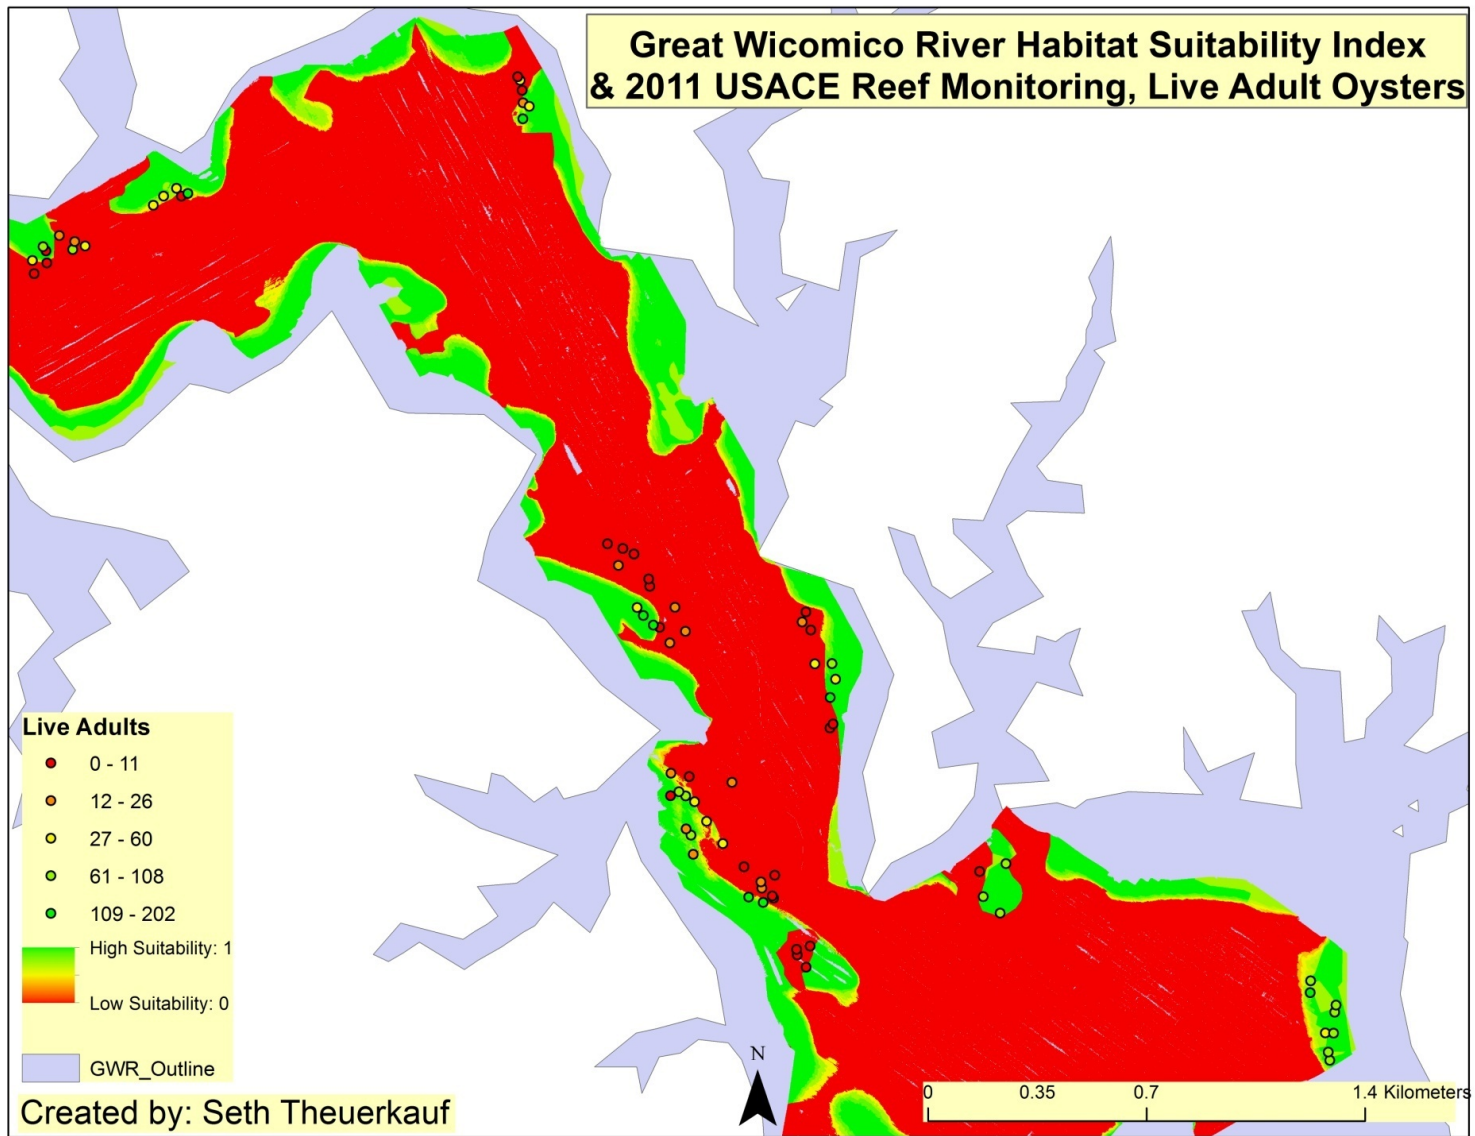 Great Wicomico River Habitat Suitability Index
& 2011 USACE Reef Monitoring, Live Adult Oysters
Live Adults
0 - 11
12 - 26
27 - 60
61 - 108
109 - 202
High Suitability: 1
Low Suitability: 0
GWR_Outline
Created by: Seth Theuerkauf
N
0 0.35 0.7 1.4 Kilometers